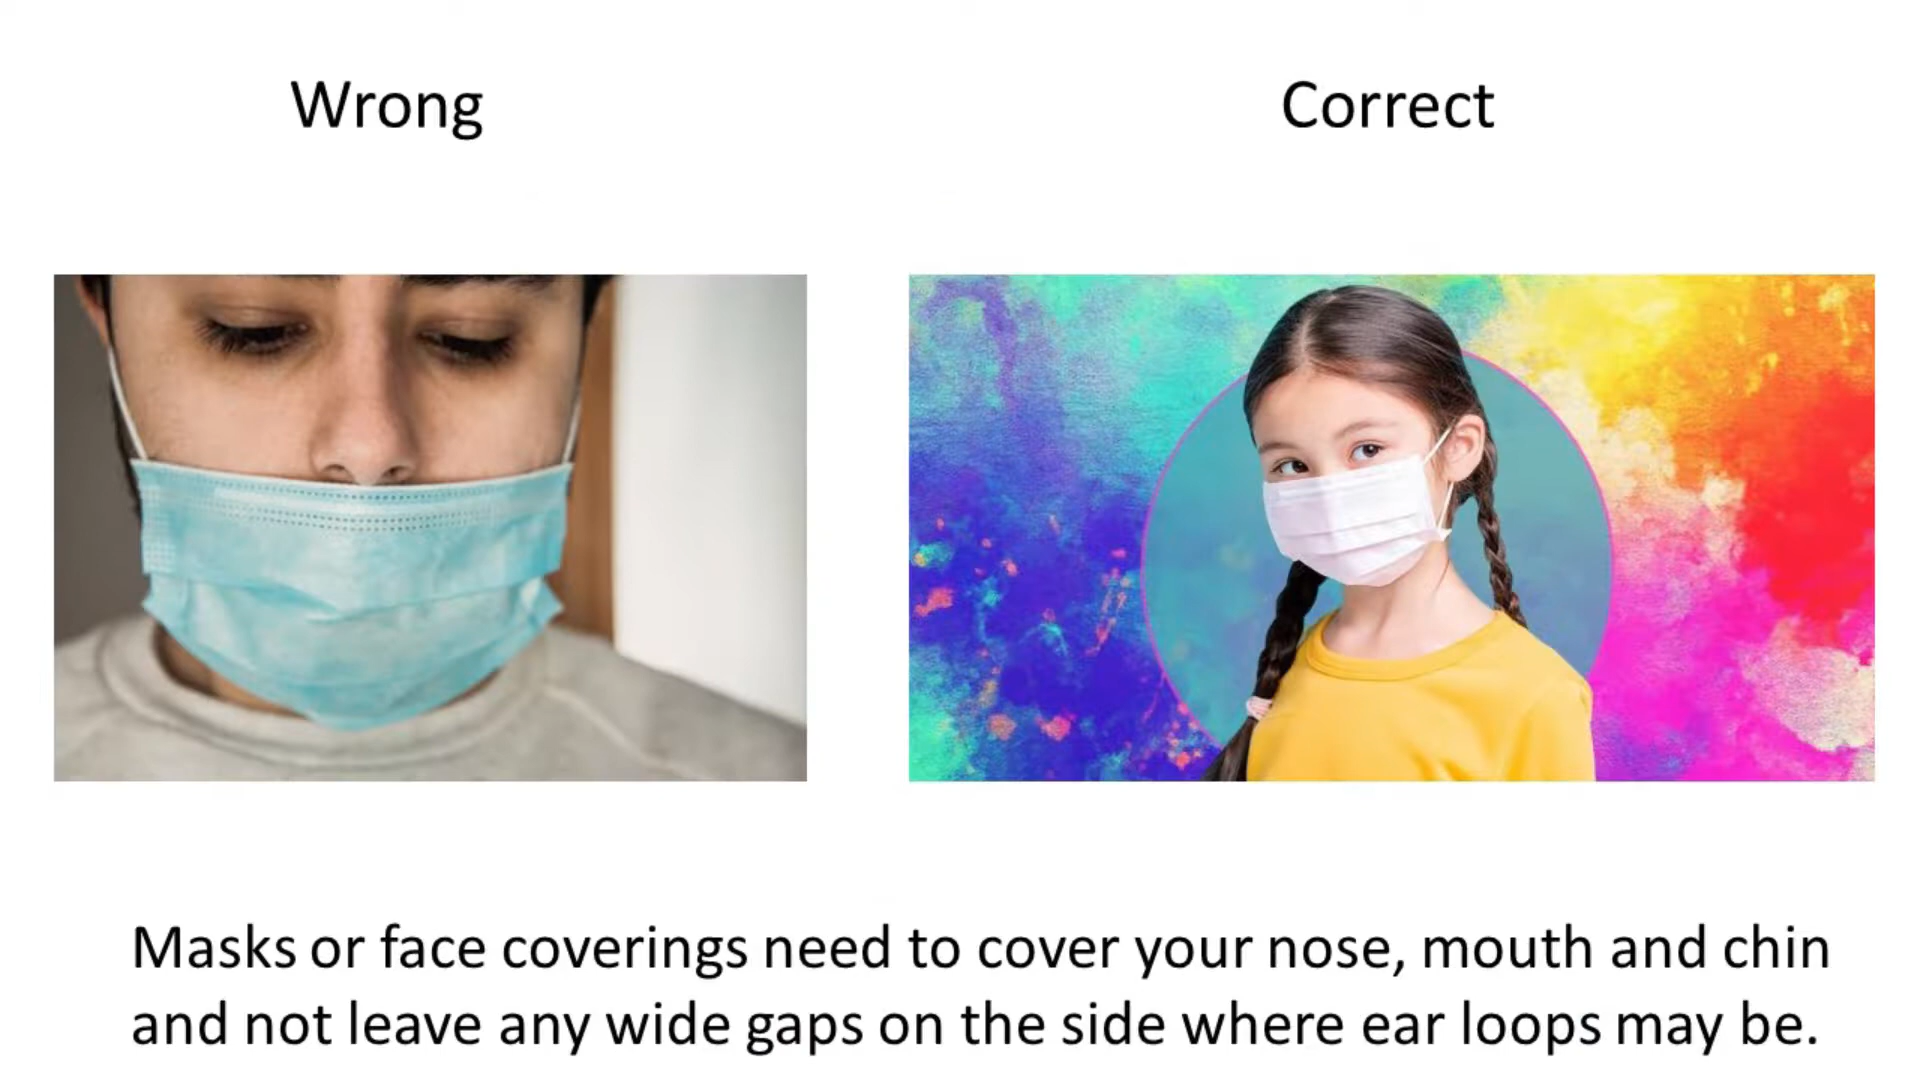 Wrong
Correct
Masks or face coverings need to cover your nose, mouth and chin
and not leave any wide gaps on the side where ear loops may be.